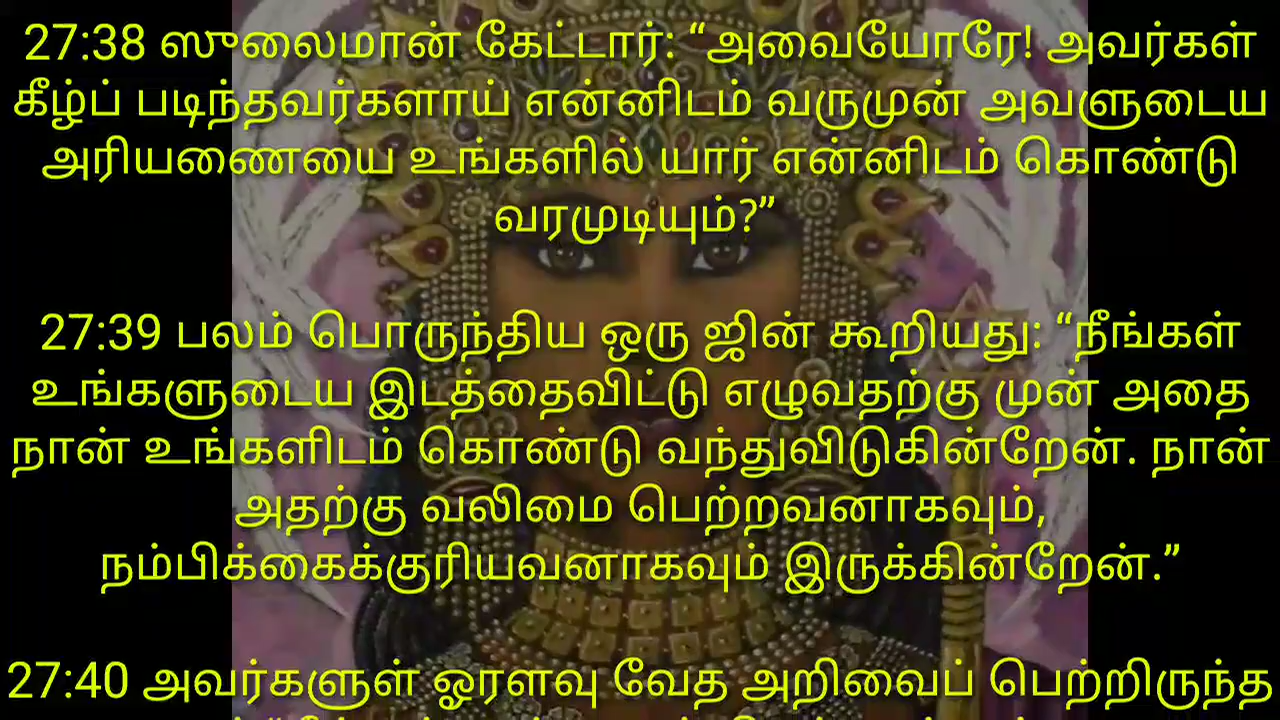 27:38 ஸுலைமான் கேட்டார்: “அவையோரே! அவர்கள்
கீழ்ப் படிந்தவர்களாய் என்னிடம் வருமுன் அவளுடைய
அரியணையை உங்களில் யார் என்னிடம் கொண்டு
வரமுடியும்?”
27:39 பலம் பொருந்திய ஒரு ஜின் கூறியது: “நீங்கள்
உங்களுடைய இடத்தைவிட்டு எழுவதற்கு முன் அதை
நான் உங்களிடம் கொண்டு வந்துவிடுகின்றேன். நான்
அதற்கு வலிமை பெற்றவனாகவும்,
நம்பிக்கைக்குரியவனாகவும் இருக்கின்றேன்.”
27:40 அவர்களுள் ஓரளவு வேத அறிவைப் பெற்றிருந்த